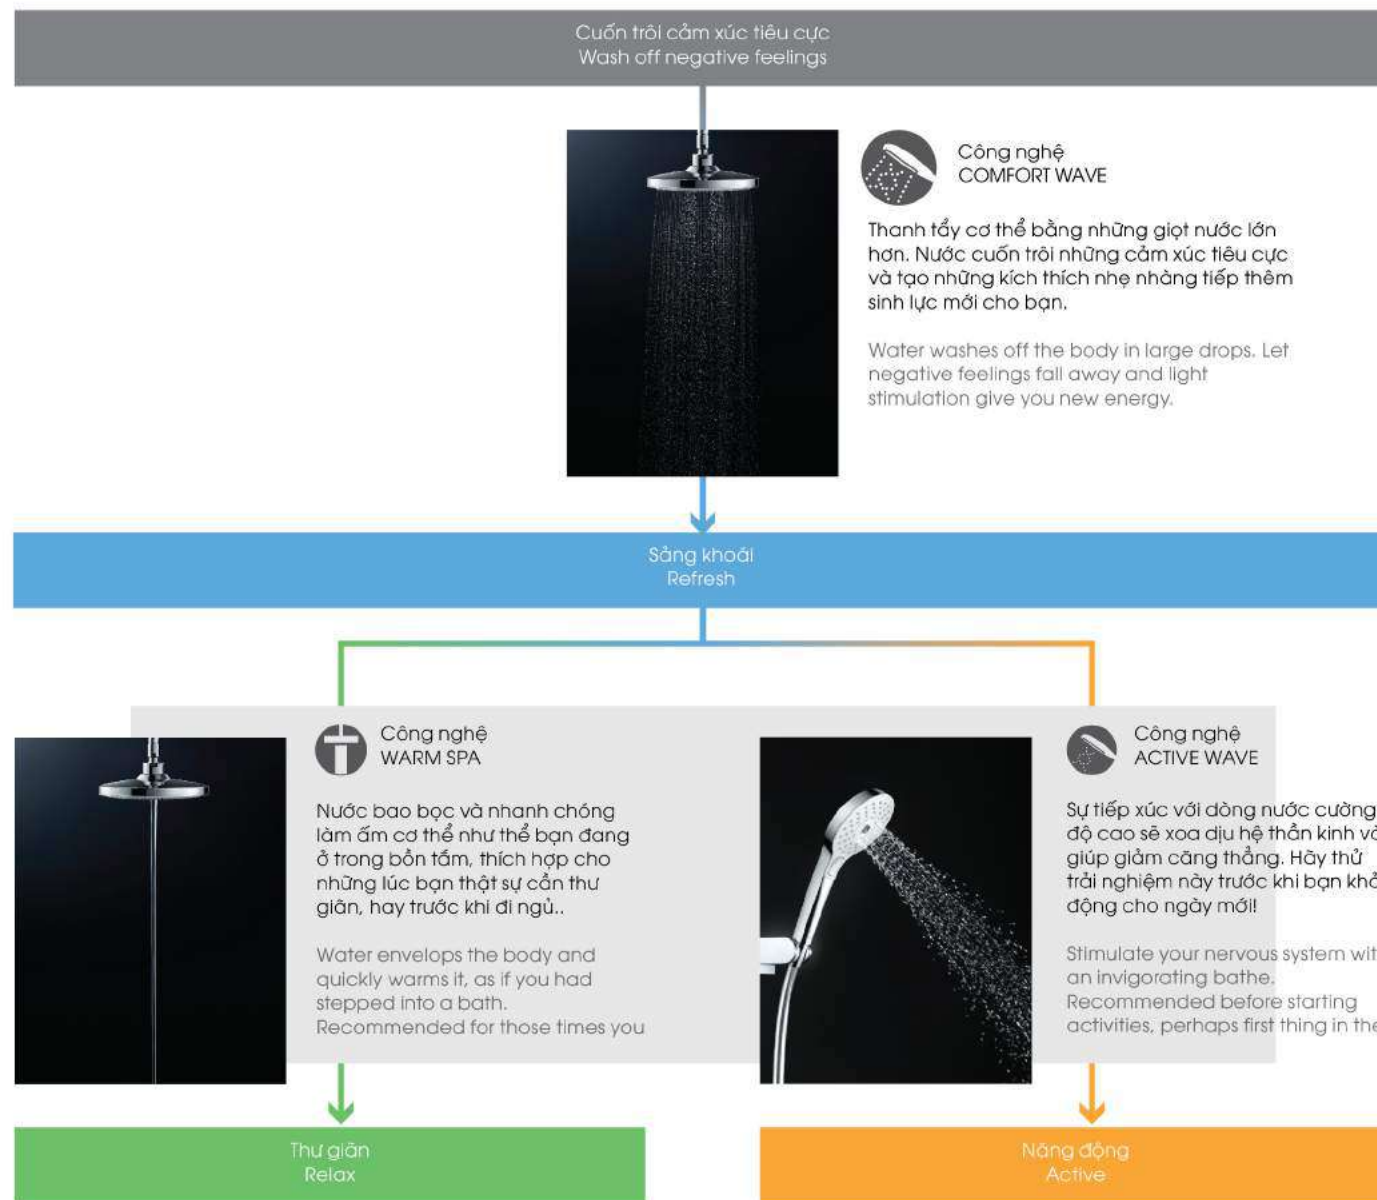 Cuốn trôi cảm xúc tiêu cực
Wash off negative feelings
Công nghệ
COMFORT WAVE
Thanh tẩy cơ thể bằng những giọt nước lớn
hơn. Nước cuốn trôi những cảm xúc tiêu cực
và tạo những kích thích nhẹ nhàng tiếp thêm
sinh lực mới cho bạn.
Water washes off the body in large drops. Let
negative feelings fall away and light
stimulation give you new energy.
Sảng khoái
Refresh
Công nghệ
WARM SPA
Nước bao bọc và nhanh chóng
làm ấm cơ thể như thể bạn đang
ở trong bồn tắm, thích hợp cho
những lúc bạn thật sự cần thư
giãn, hay trước khi đi ngủ..
Water envelops the body and
quickly warms it, as if you had
stepped into a bath.
Recommended for those times you
Công nghệ
ACTIVE WAVE
Sự tiếp xúc với dòng nước cường
độ cao sẽ xoa dịu hệ thần kinh
giúp giảm căng thẳng. Hãy thử
trải nghiệm này trước khi bạn
động cho ngày mới!
Stimulate your nervous system
an invigorating bathe.
Recommended before starting
activities, perhaps first thing in the
Thư giãn
Relax
Năng động
Active